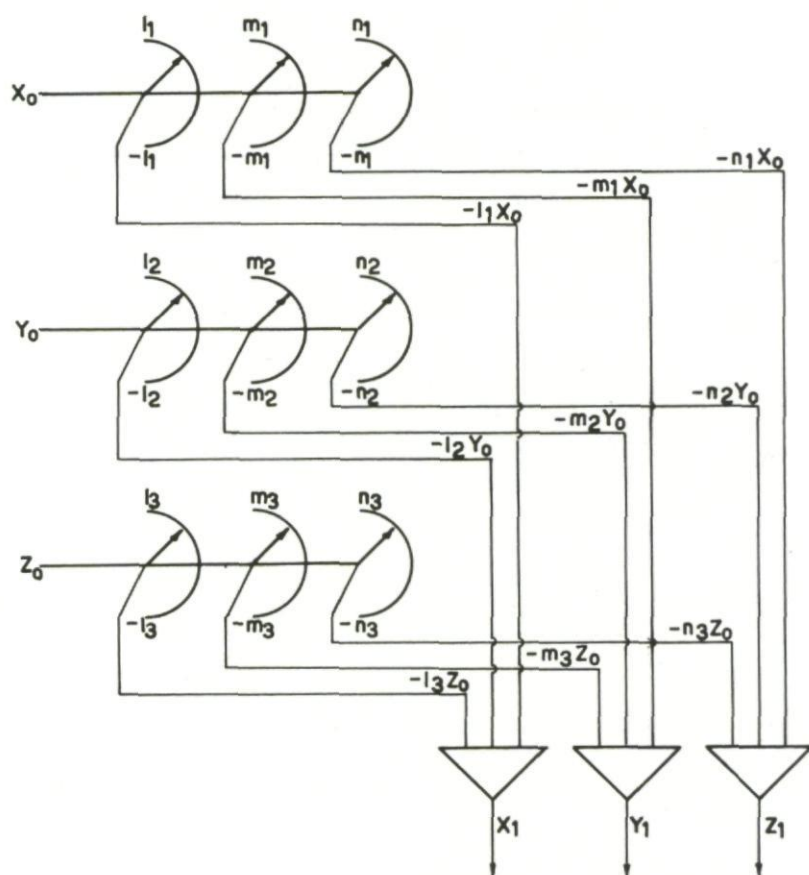 l₁ m₁ n₁
X₀
-l₁ -m₁ -n₁
-n₁X₀
-m₁X₀
-l₁X₀
l₂ m₂ n₂
Y₀
-l₂ -m₂ -n₂
-n₂Y₀
-m₂Y₀
-l₂Y₀
l₃ m₃ n₃
Z₀
-l₃ -m₃ -n₃
-n₃Z₀
-m₃Z₀
-l₃Z₀
X₁ Y₁ Z₁